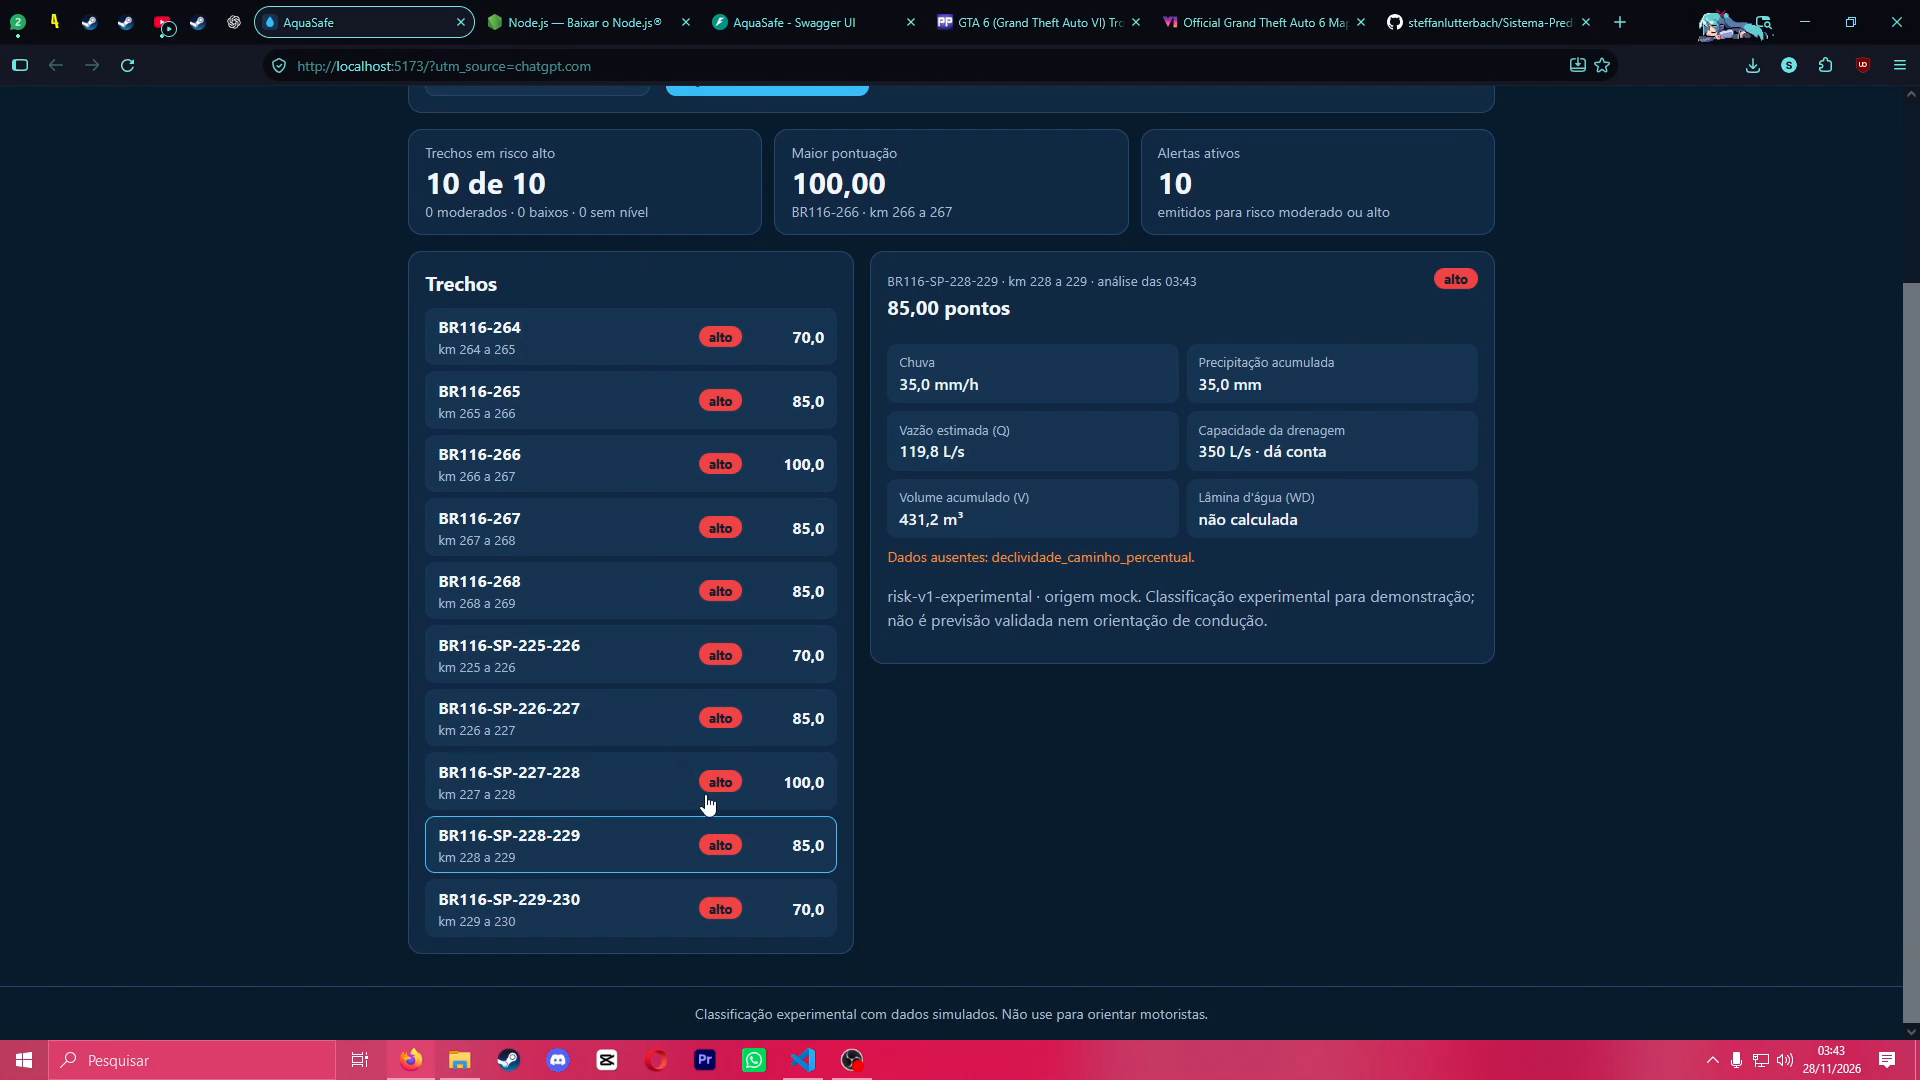 AquaSafe
Node.js — Baixar o Node.js®
AquaSafe - Swagger UI
GTA 6 (Grand Theft Auto VI) Tro
Official Grand Theft Auto 6 Map
steffanlutterbach/Sistema-Pred
http://localhost:5173/?utm_source=chatgpt.com
Trechos em risco alto
10 de 10
0 moderados · 0 baixos · 0 sem nível
Maior pontuação
100,00
BR116-266 · km 266 a 267
Alertas ativos
10
emitidos para risco moderado ou alto
Trechos
BR116-264
km 264 a 265
alto
70,0
BR116-265
km 265 a 266
alto
85,0
BR116-266
km 266 a 267
alto
100,0
BR116-267
km 267 a 268
alto
85,0
BR116-268
km 268 a 269
alto
85,0
BR116-SP-225-226
km 225 a 226
alto
70,0
BR116-SP-226-227
km 226 a 227
alto
85,0
BR116-SP-227-228
km 227 a 228
alto
100,0
BR116-SP-228-229
km 228 a 229
alto
85,0
BR116-SP-229-230
km 229 a 230
alto
70,0
BR116-SP-228-229 · km 228 a 229 · análise das 03:43
alto
85,00 pontos
Chuva
35,0 mm/h
Precipitação acumulada
35,0 mm
Vazão estimada (Q)
119,8 L/s
Capacidade da drenagem
350 L/s · dá conta
Volume acumulado (V)
431,2 m³
Lâmina d'água (WD)
não calculada
Dados ausentes: declividade_caminho_percentual.
risk-v1-experimental · origem mock. Classificação experimental para demonstração;
não é previsão validada nem orientação de condução.
Classificação experimental com dados simulados. Não use para orientar motoristas.
Pesquisar
Pr
03:43
28/11/2026